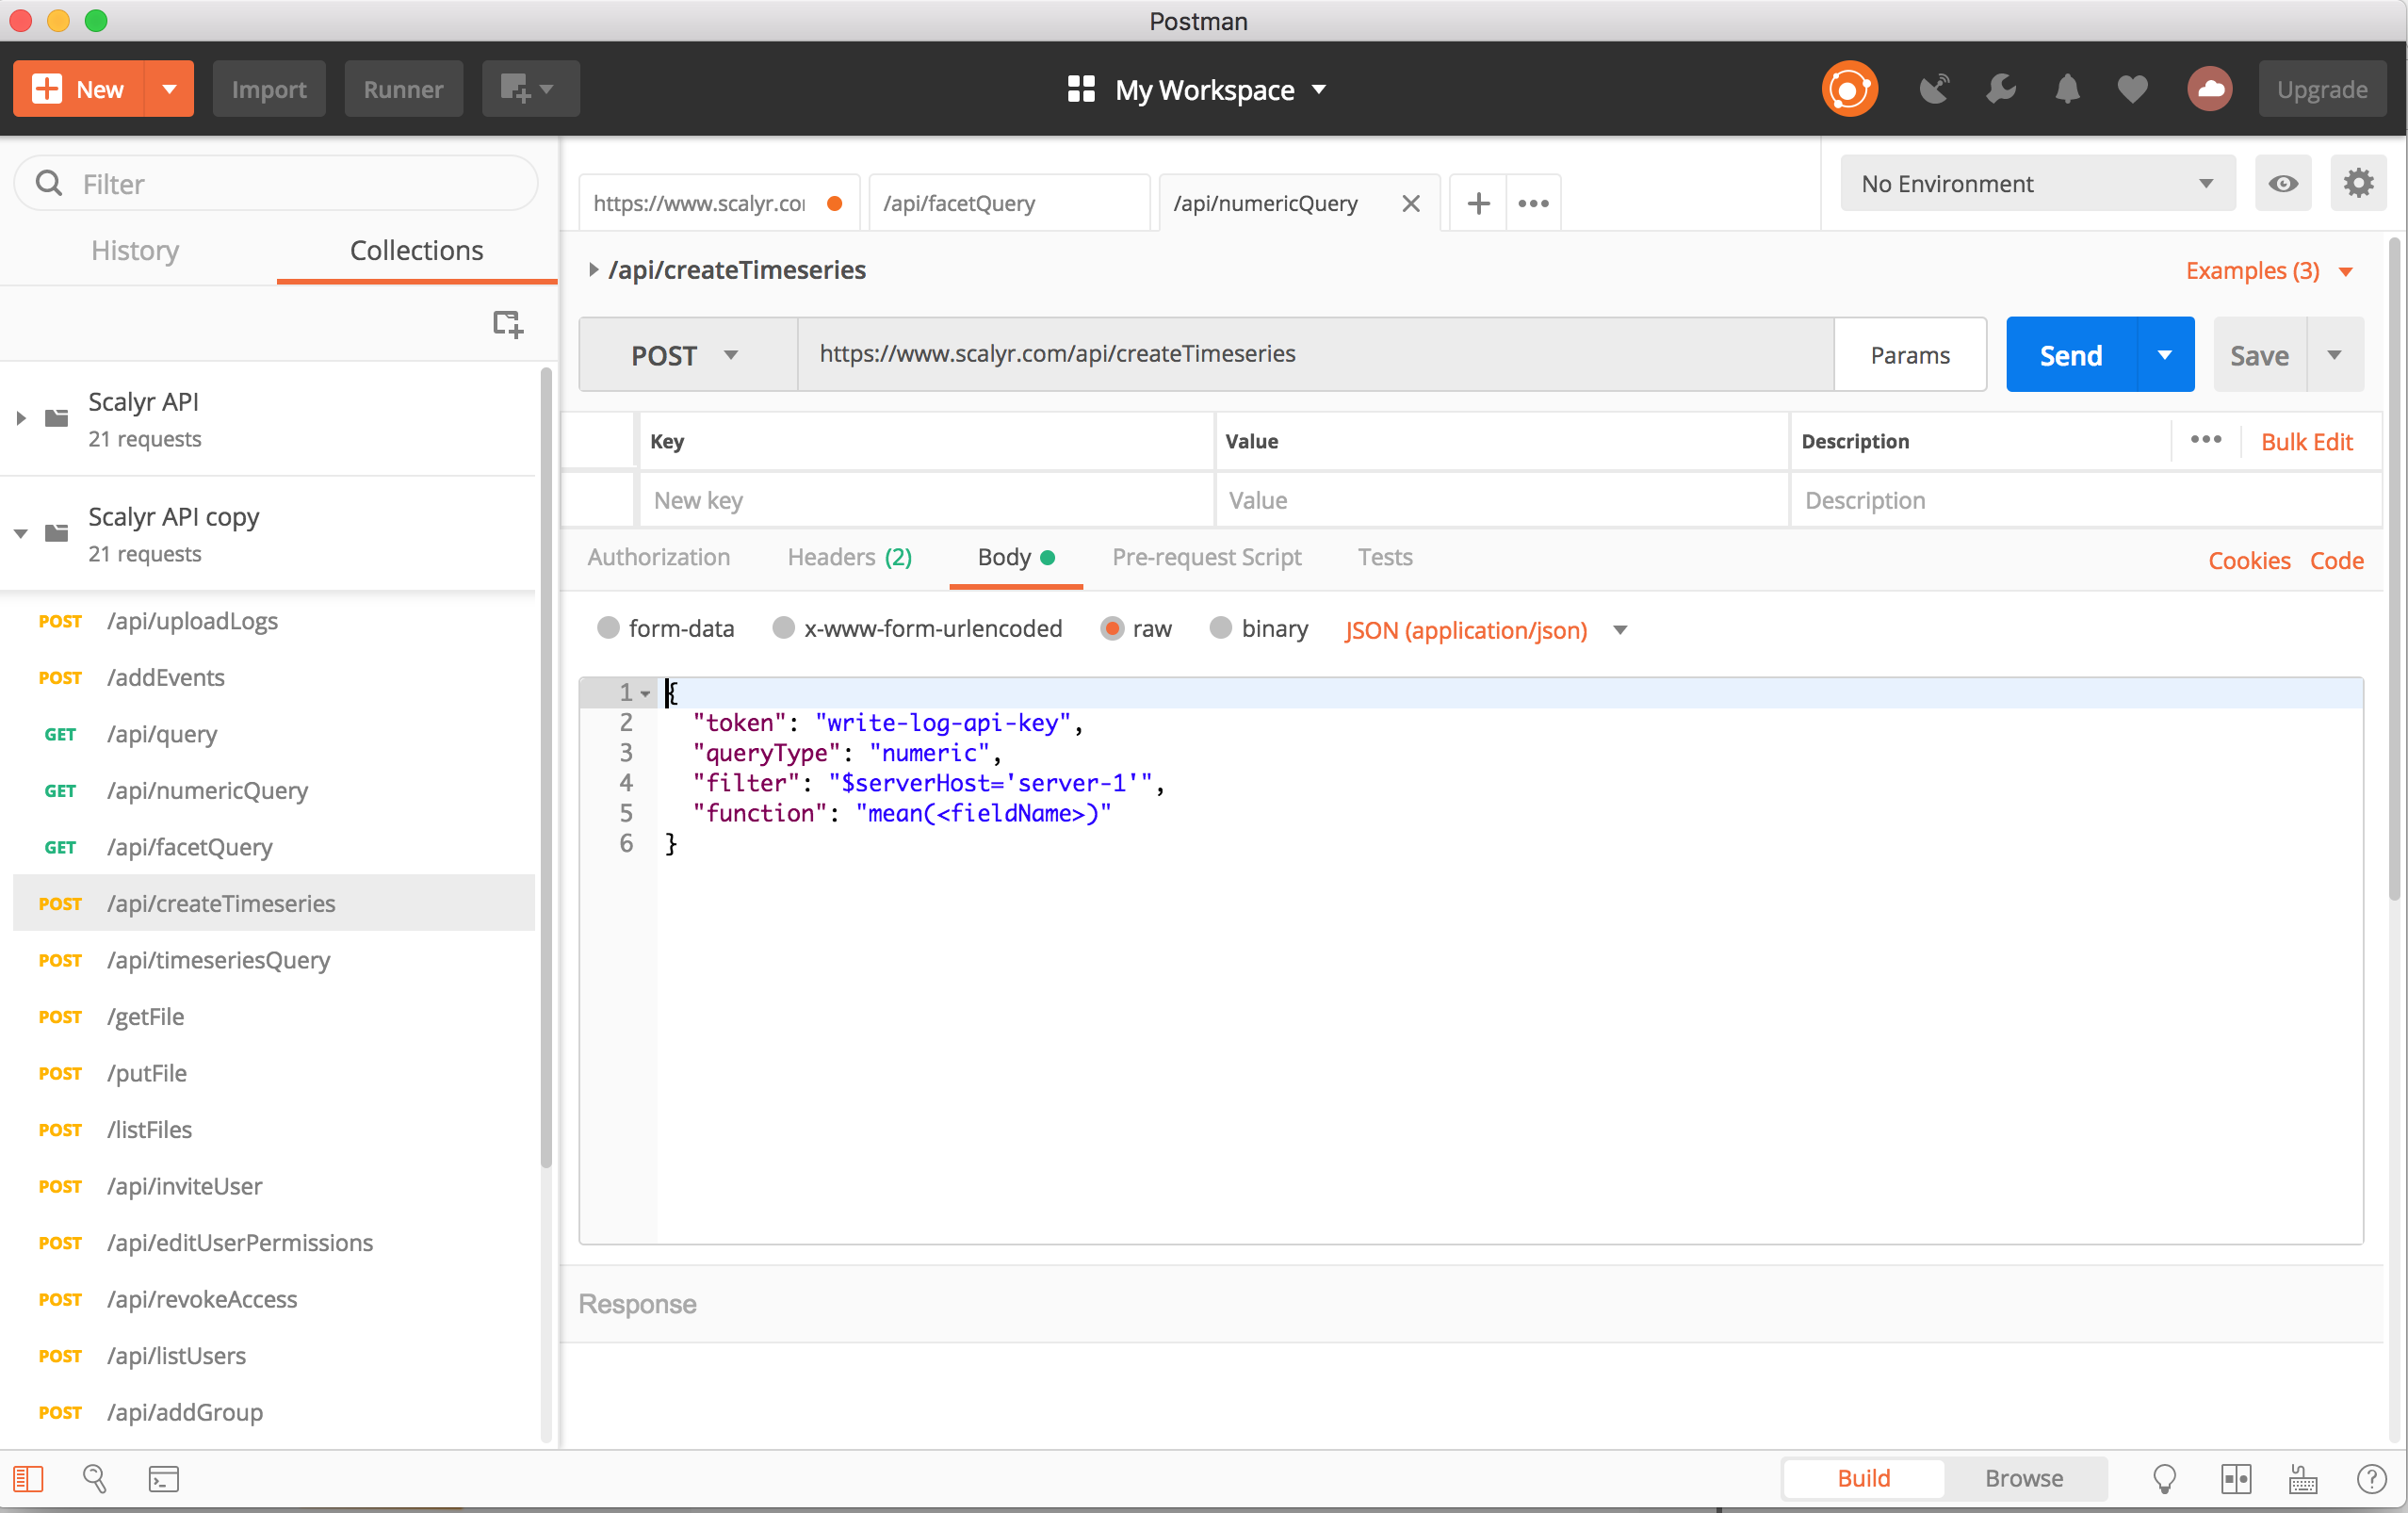 Postman
New
Import
Runner
My Workspace
Upgrade
Filter
History
Collections
Scalyr API
21 requests
Scalyr API copy
21 requests
POST /api/uploadLogs
POST /addEvents
GET /api/query
GET /api/numericQuery
GET /api/facetQuery
POST /api/createTimeseries
POST /api/timeseriesQuery
POST /getFile
POST /putFile
POST /listFiles
POST /api/inviteUser
POST /api/editUserPermissions
POST /api/revokeAccess
POST /api/listUsers
POST /api/addGroup
https://www.scalyr.co
/api/facetQuery
/api/numericQuery
No Environment
/api/createTimeseries
Examples (3)
POST
https://www.scalyr.com/api/createTimeseries
Params
Send
Save
Key Value Description Bulk Edit
New key Value Description
Authorization Headers (2) Body Pre-request Script Tests Cookies Code
form-data x-www-form-urlencoded raw binary JSON (application/json)
1 {
2 "token": "write-log-api-key",
3 "queryType": "numeric",
4 "filter": "$serverHost='server-1'",
5 "function": "mean(<fieldName>)"
6 }
Response
Build Browse